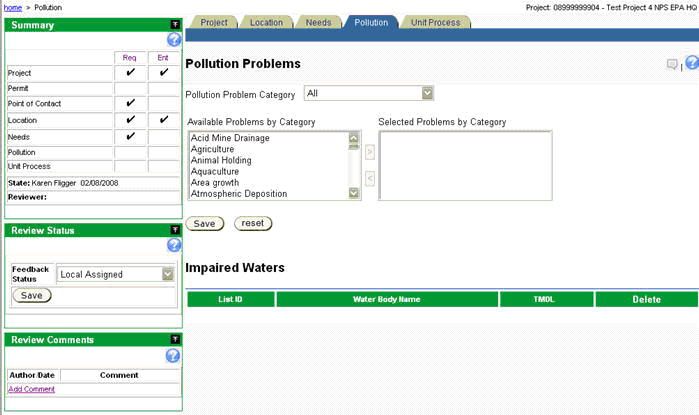 home > Pollution
Project: 08999999904 - Test Project 4 NPS EPA HQ
Summary
Req Ent
Project ✔ ✔
Permit
Point of Contact ✔
Location ✔ ✔
Needs ✔
Pollution
Unit Process
State: Karen Fligger 02/08/2008
Reviewer:
Review Status
Feedback Status
Local Assigned
Save
Review Comments
Author/Date Comment
Add Comment
Project Location Needs Pollution Unit Process
Pollution Problems
Pollution Problem Category All
Available Problems by Category
Acid Mine Drainage
Agriculture
Animal Holding
Aquaculture
Area growth
Atmospheric Deposition
>
<
Selected Problems by Category
Save reset
Impaired Waters
List ID Water Body Name TMDL Delete